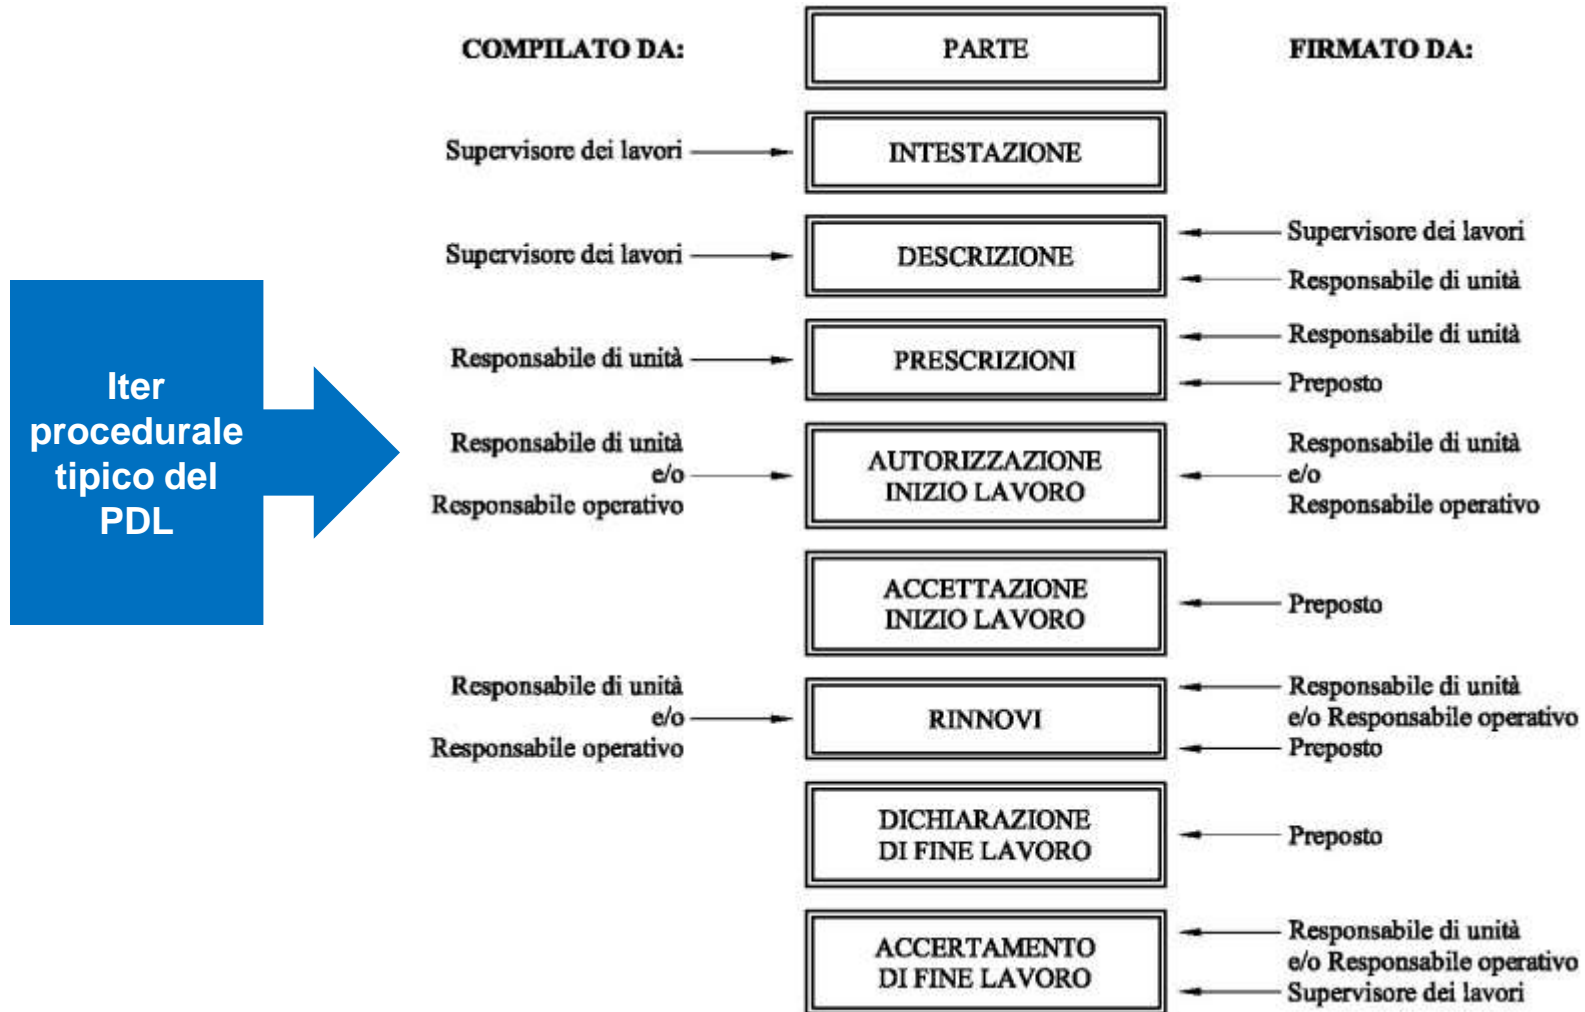 COMPILATO DA:
PARTE
FIRMATO DA:
Supervisore dei lavori
INTESTAZIONE
Supervisore dei lavori
DESCRIZIONE
Supervisore dei lavori
Responsabile di unità
Responsabile di unità
PRESCRIZIONI
Responsabile di unità
Preposto
Iter
procedurale
tipico del
PDL
Responsabile di unità
e/o
Responsabile operativo
AUTORIZZAZIONE
INIZIO LAVORO
Responsabile di unità
e/o
Responsabile operativo
ACCETTAZIONE
INIZIO LAVORO
Preposto
Responsabile di unità
e/o
Responsabile operativo
RINNOVI
Responsabile di unità
e/o Responsabile operativo
Preposto
DICHIARAZIONE
DI FINE LAVORO
Preposto
ACCERTAMENTO
DI FINE LAVORO
Responsabile di unità
e/o Responsabile operativo
Supervisore dei lavori